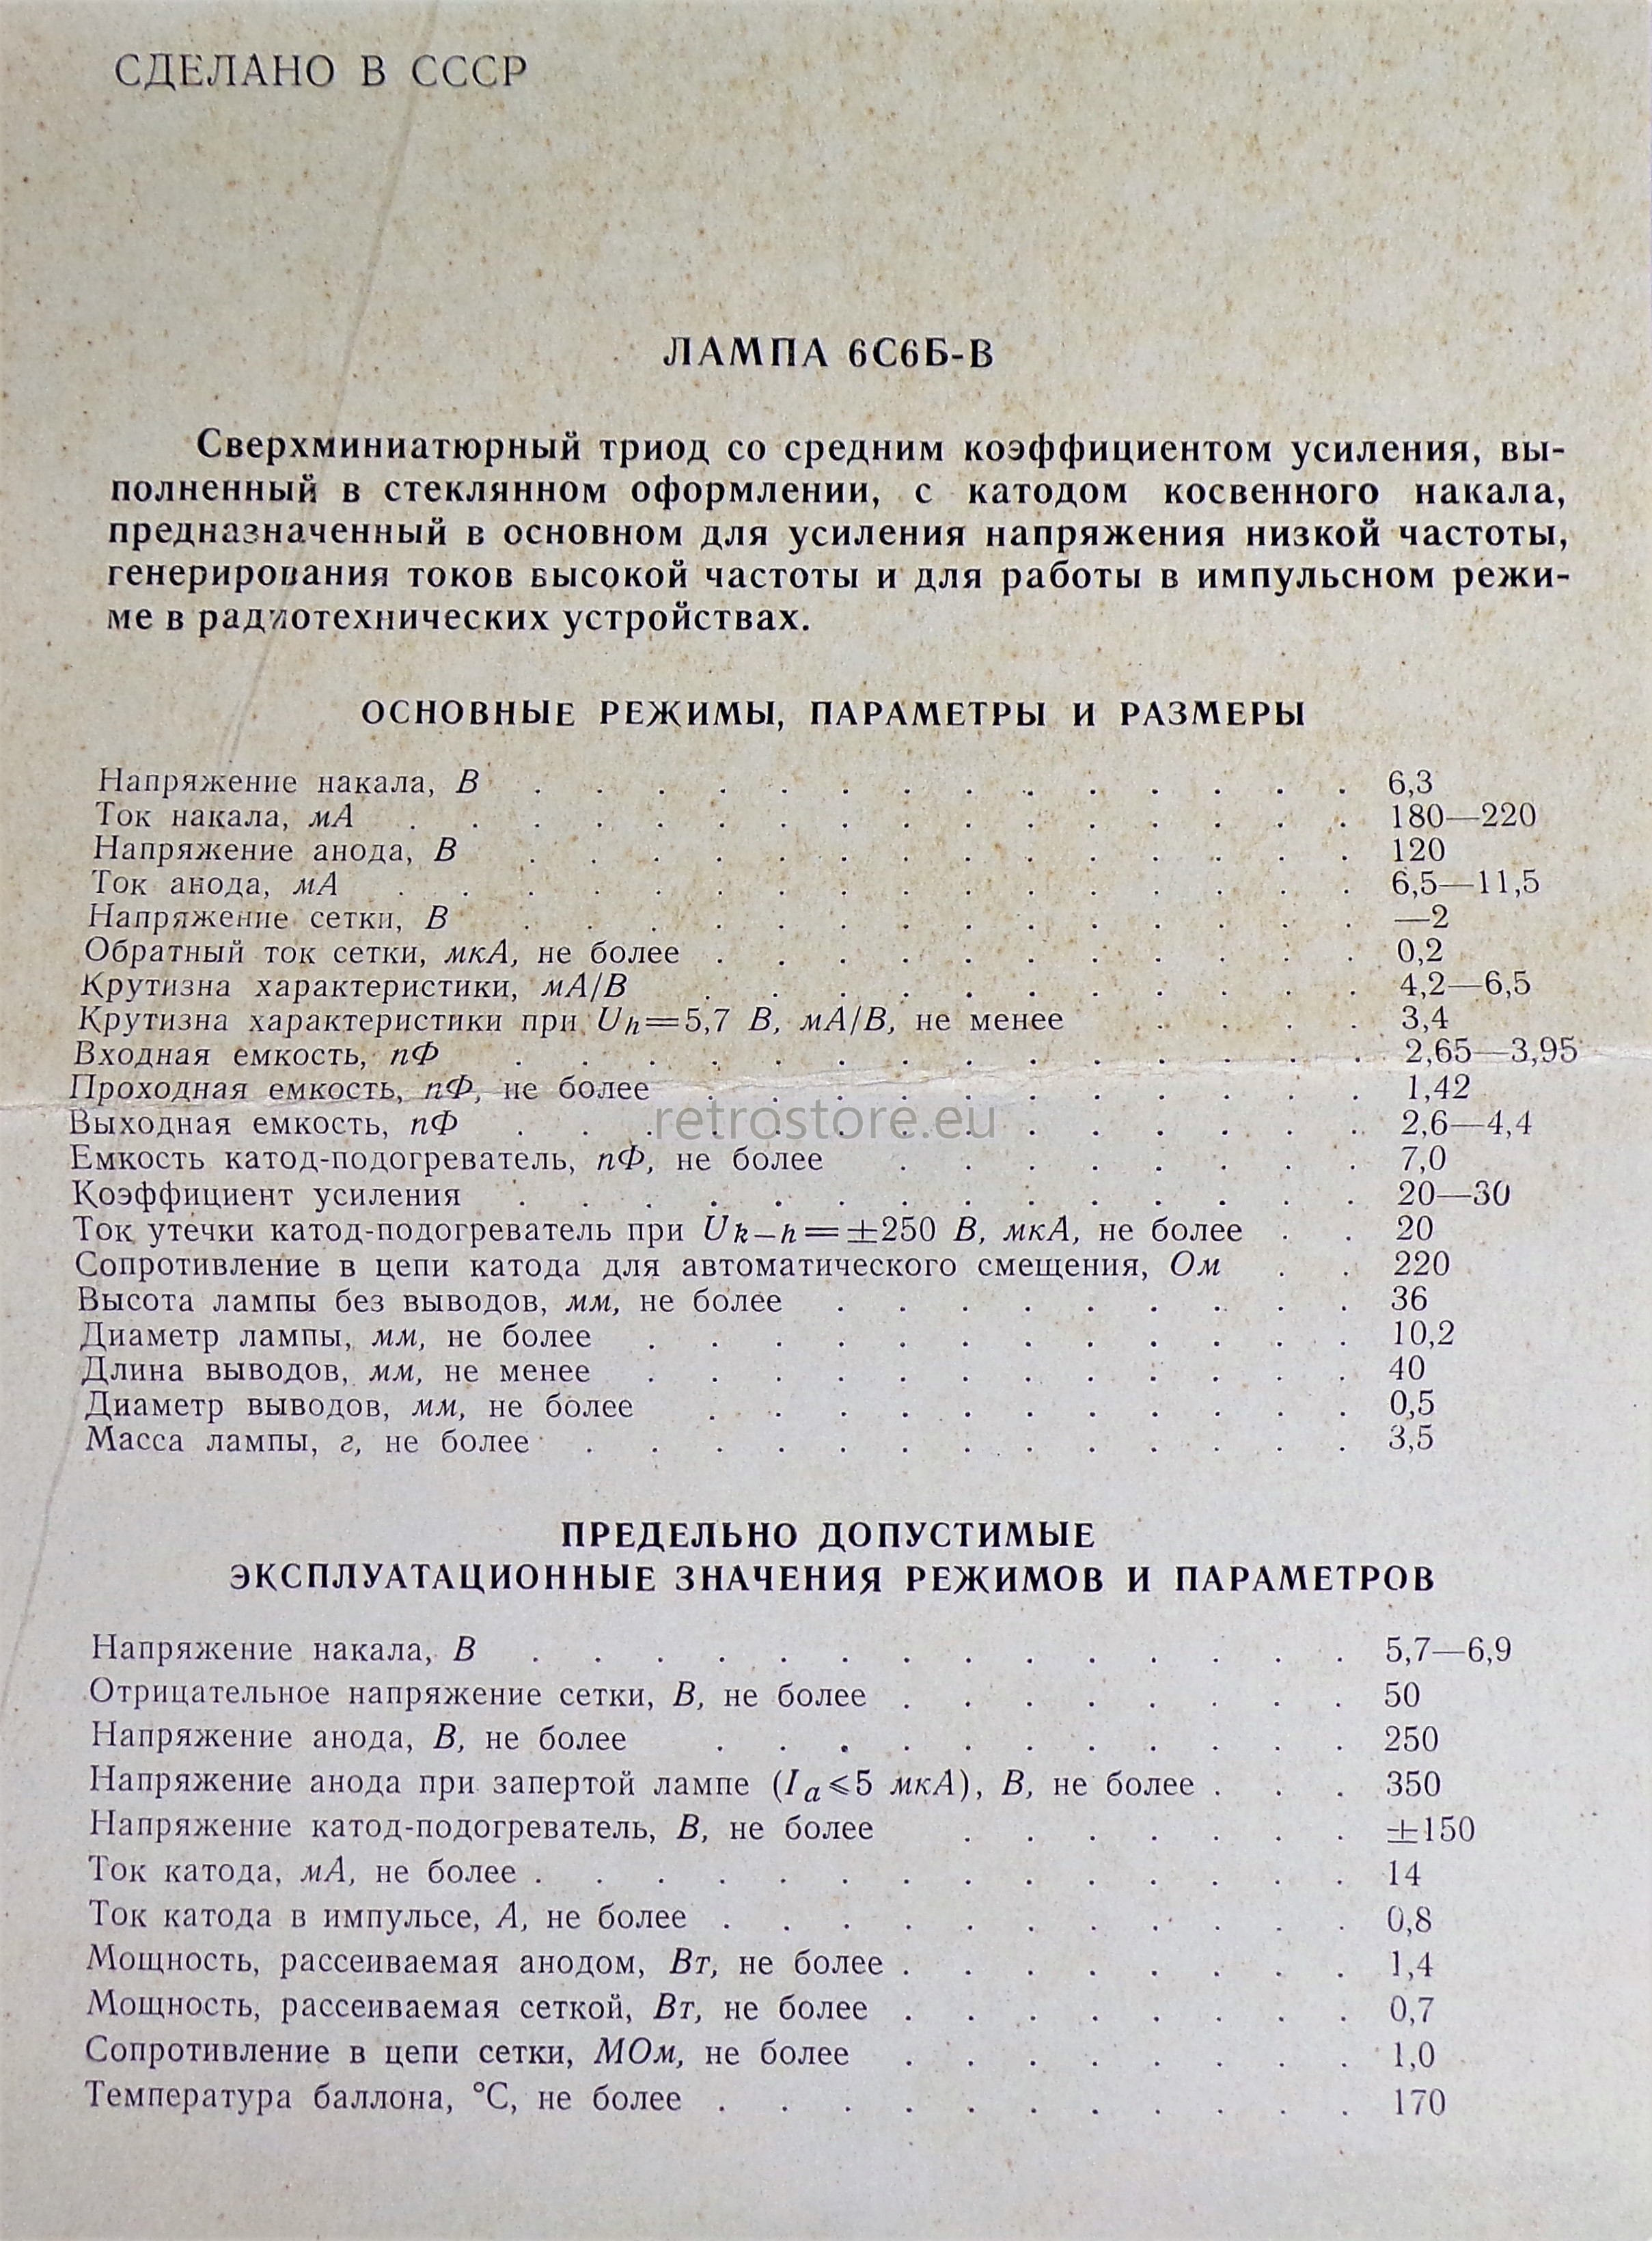 СДЕЛАНО В СССР
ЛАМПА 6С6Б-В
Сверхминиатюрный триод со средним коэффициентом усиления, вы-
полненный в стеклянном оформлении, с катодом косвенного накала,
предназначенный в основном для усиления напряжения низкой частоты,
генерирования токов высокой частоты и для работы в импульсном режи-
ме в радиотехнических устройствах.
ОСНОВНЫЕ РЕЖИМЫ, ПАРАМЕТРЫ И РАЗМЕРЫ
Напряжение накала, В . . . . . . . . . . . . . . 6,3
Ток накала, мА . . . . . . . . . . . . . . . . 180—220
Напряжение анода, В . . . . . . . . . . . . . . 120
Ток анода, мА . . . . . . . . . . . . . . . . 6,5—11,5
Напряжение сетки, В . . . . . . . . . . . . . . —2
Обратный ток сетки, мкА, не более . . . . . . . . . . . 0,2
Крутизна характеристики, мА/В . . . . . . . . . . . 4,2—6,5
Крутизна характеристики при Uh=5,7 В, мА/В, не менее . . . . 3,4
Входная емкость, пФ . . . . . . . . . . . . . . 2,65—3,95
Проходная емкость, пФ, не более . . . . . . . . . . . 1,42
Выходная емкость, пФ . . . . . . . . . . . . . . 2,6—4,4
Емкость катод-подогреватель, пФ, не более . . . . . . . . 7,0
Коэффициент усиления . . . . . . . . . . . . . . 20—30
Ток утечки катод-подогреватель при Uk–h=±250 В, мкА, не более . . 20
Сопротивление в цепи катода для автоматического смещения, Ом . . 220
Высота лампы без выводов, мм, не более . . . . . . . . . 36
Диаметр лампы, мм, не более . . . . . . . . . . . . 10,2
Длина выводов, мм, не менее . . . . . . . . . . . . 40
Диаметр выводов, мм, не более . . . . . . . . . . . 0,5
Масса лампы, г, не более . . . . . . . . . . . . . 3,5
ПРЕДЕЛЬНО ДОПУСТИМЫЕ
ЭКСПЛУАТАЦИОННЫЕ ЗНАЧЕНИЯ РЕЖИМОВ И ПАРАМЕТРОВ
Напряжение накала, В . . . . . . . . . . . . . . 5,7—6,9
Отрицательное напряжение сетки, В, не более . . . . . . . . 50
Напряжение анода, В, не более . . . . . . . . . . . 250
Напряжение анода при запертой лампе (Ia⩽5 мкА), В, не более . . . 350
Напряжение катод-подогреватель, В, не более . . . . . . . ±150
Ток катода, мА, не более . . . . . . . . . . . . . . 14
Ток катода в импульсе, А, не более . . . . . . . . . . . 0,8
Мощность, рассеиваемая анодом, Вт, не более . . . . . . . . 1,4
Мощность, рассеиваемая сеткой, Вт, не более . . . . . . . . 0,7
Сопротивление в цепи сетки, МОм, не более . . . . . . . . 1,0
Температура баллона, °С, не более . . . . . . . . . . . 170
retrostore.eu